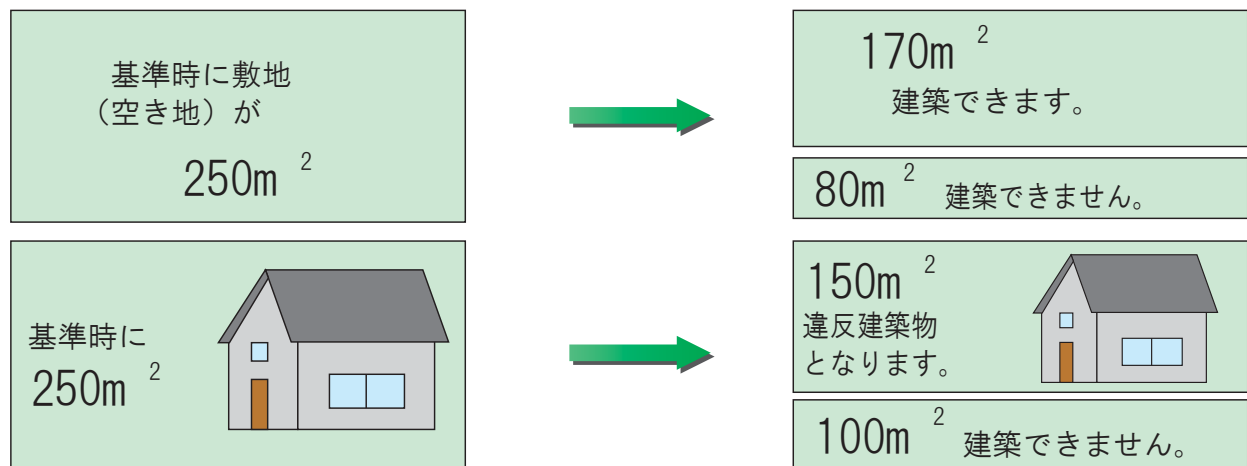 基準時に敷地
（空き地）が
250m ²
170m ²
建築できます。
80m ² 建築できません。
基準時に
250m ²
150m ²
違反建築物
となります。
100m ² 建築できません。